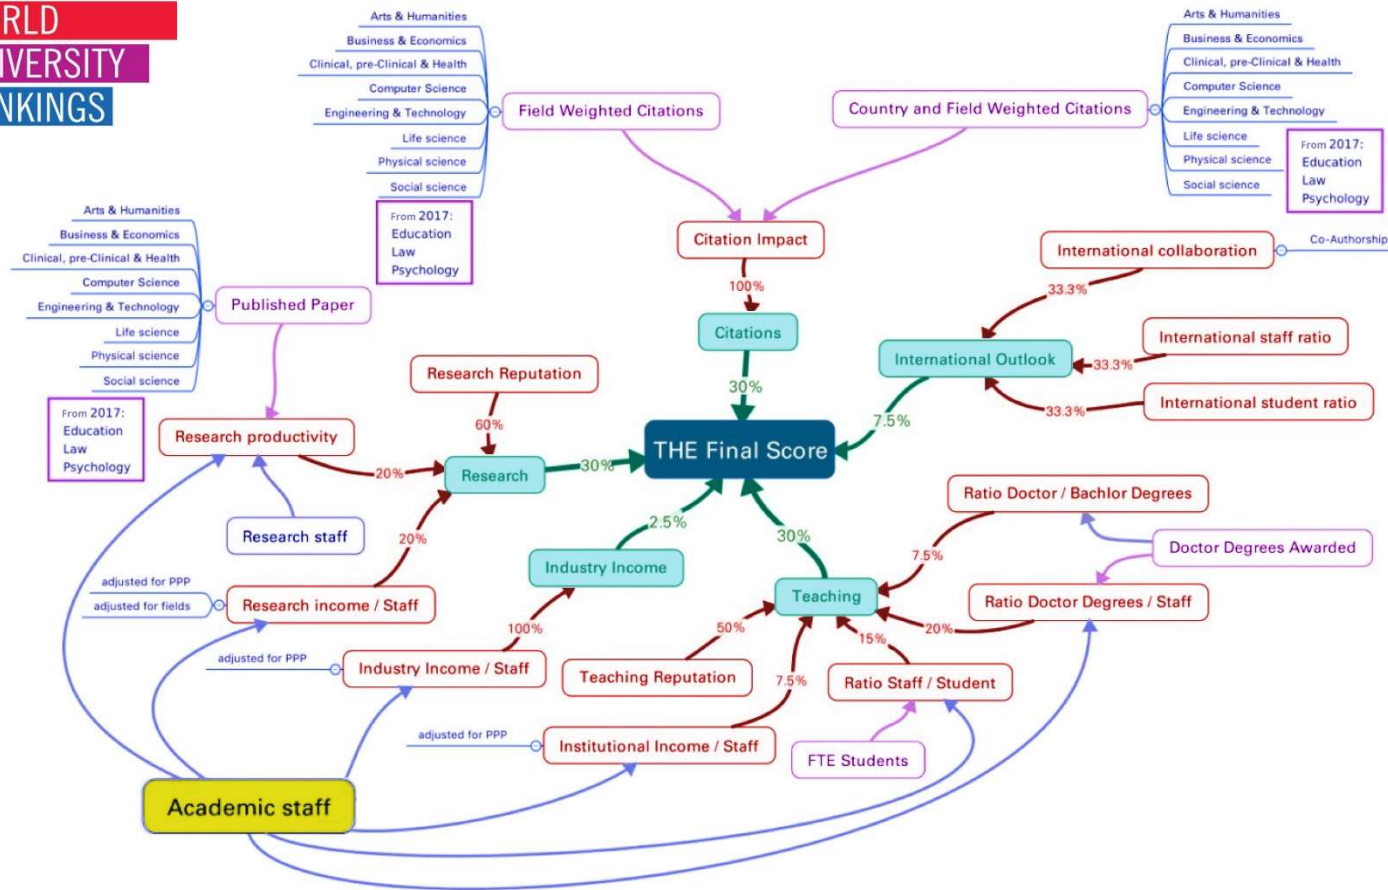 RLD
IVERSITY
NKINGS
Arts & Humanities
Business & Economics
Clinical, pre-Clinical & Health
Computer Science
Engineering & Technology
Life science
Physical science
Social science
Field Weighted Citations
From 2017:
Education
Law
Psychology
Country and Field Weighted Citations
Arts & Humanities
Business & Economics
Clinical, pre-Clinical & Health
Computer Science
Engineering & Technology
Life science
Physical science
Social science
From 2017:
Education
Law
Psychology
Arts & Humanities
Business & Economics
Clinical, pre-Clinical & Health
Computer Science
Engineering & Technology
Life science
Physical science
Social science
Published Paper
From 2017:
Education
Law
Psychology
Citation Impact
100%
Citations
30%
International collaboration
Co-Authorship
33.3%
International staff ratio
33.3%
International Outlook
International student ratio
33.3%
7.5%
Research Reputation
60%
Research productivity
20%
Research
30%
THE Final Score
Research staff
20%
adjusted for PPP
adjusted for fields
Research income / Staff
2.5%
Industry Income
100%
adjusted for PPP
Industry Income / Staff
30%
Teaching
Ratio Doctor / Bachlor Degrees
7.5%
Doctor Degrees Awarded
Ratio Doctor Degrees / Staff
20%
50%
Teaching Reputation
15%
Ratio Staff / Student
7.5%
adjusted for PPP
Institutional Income / Staff
FTE Students
Academic staff